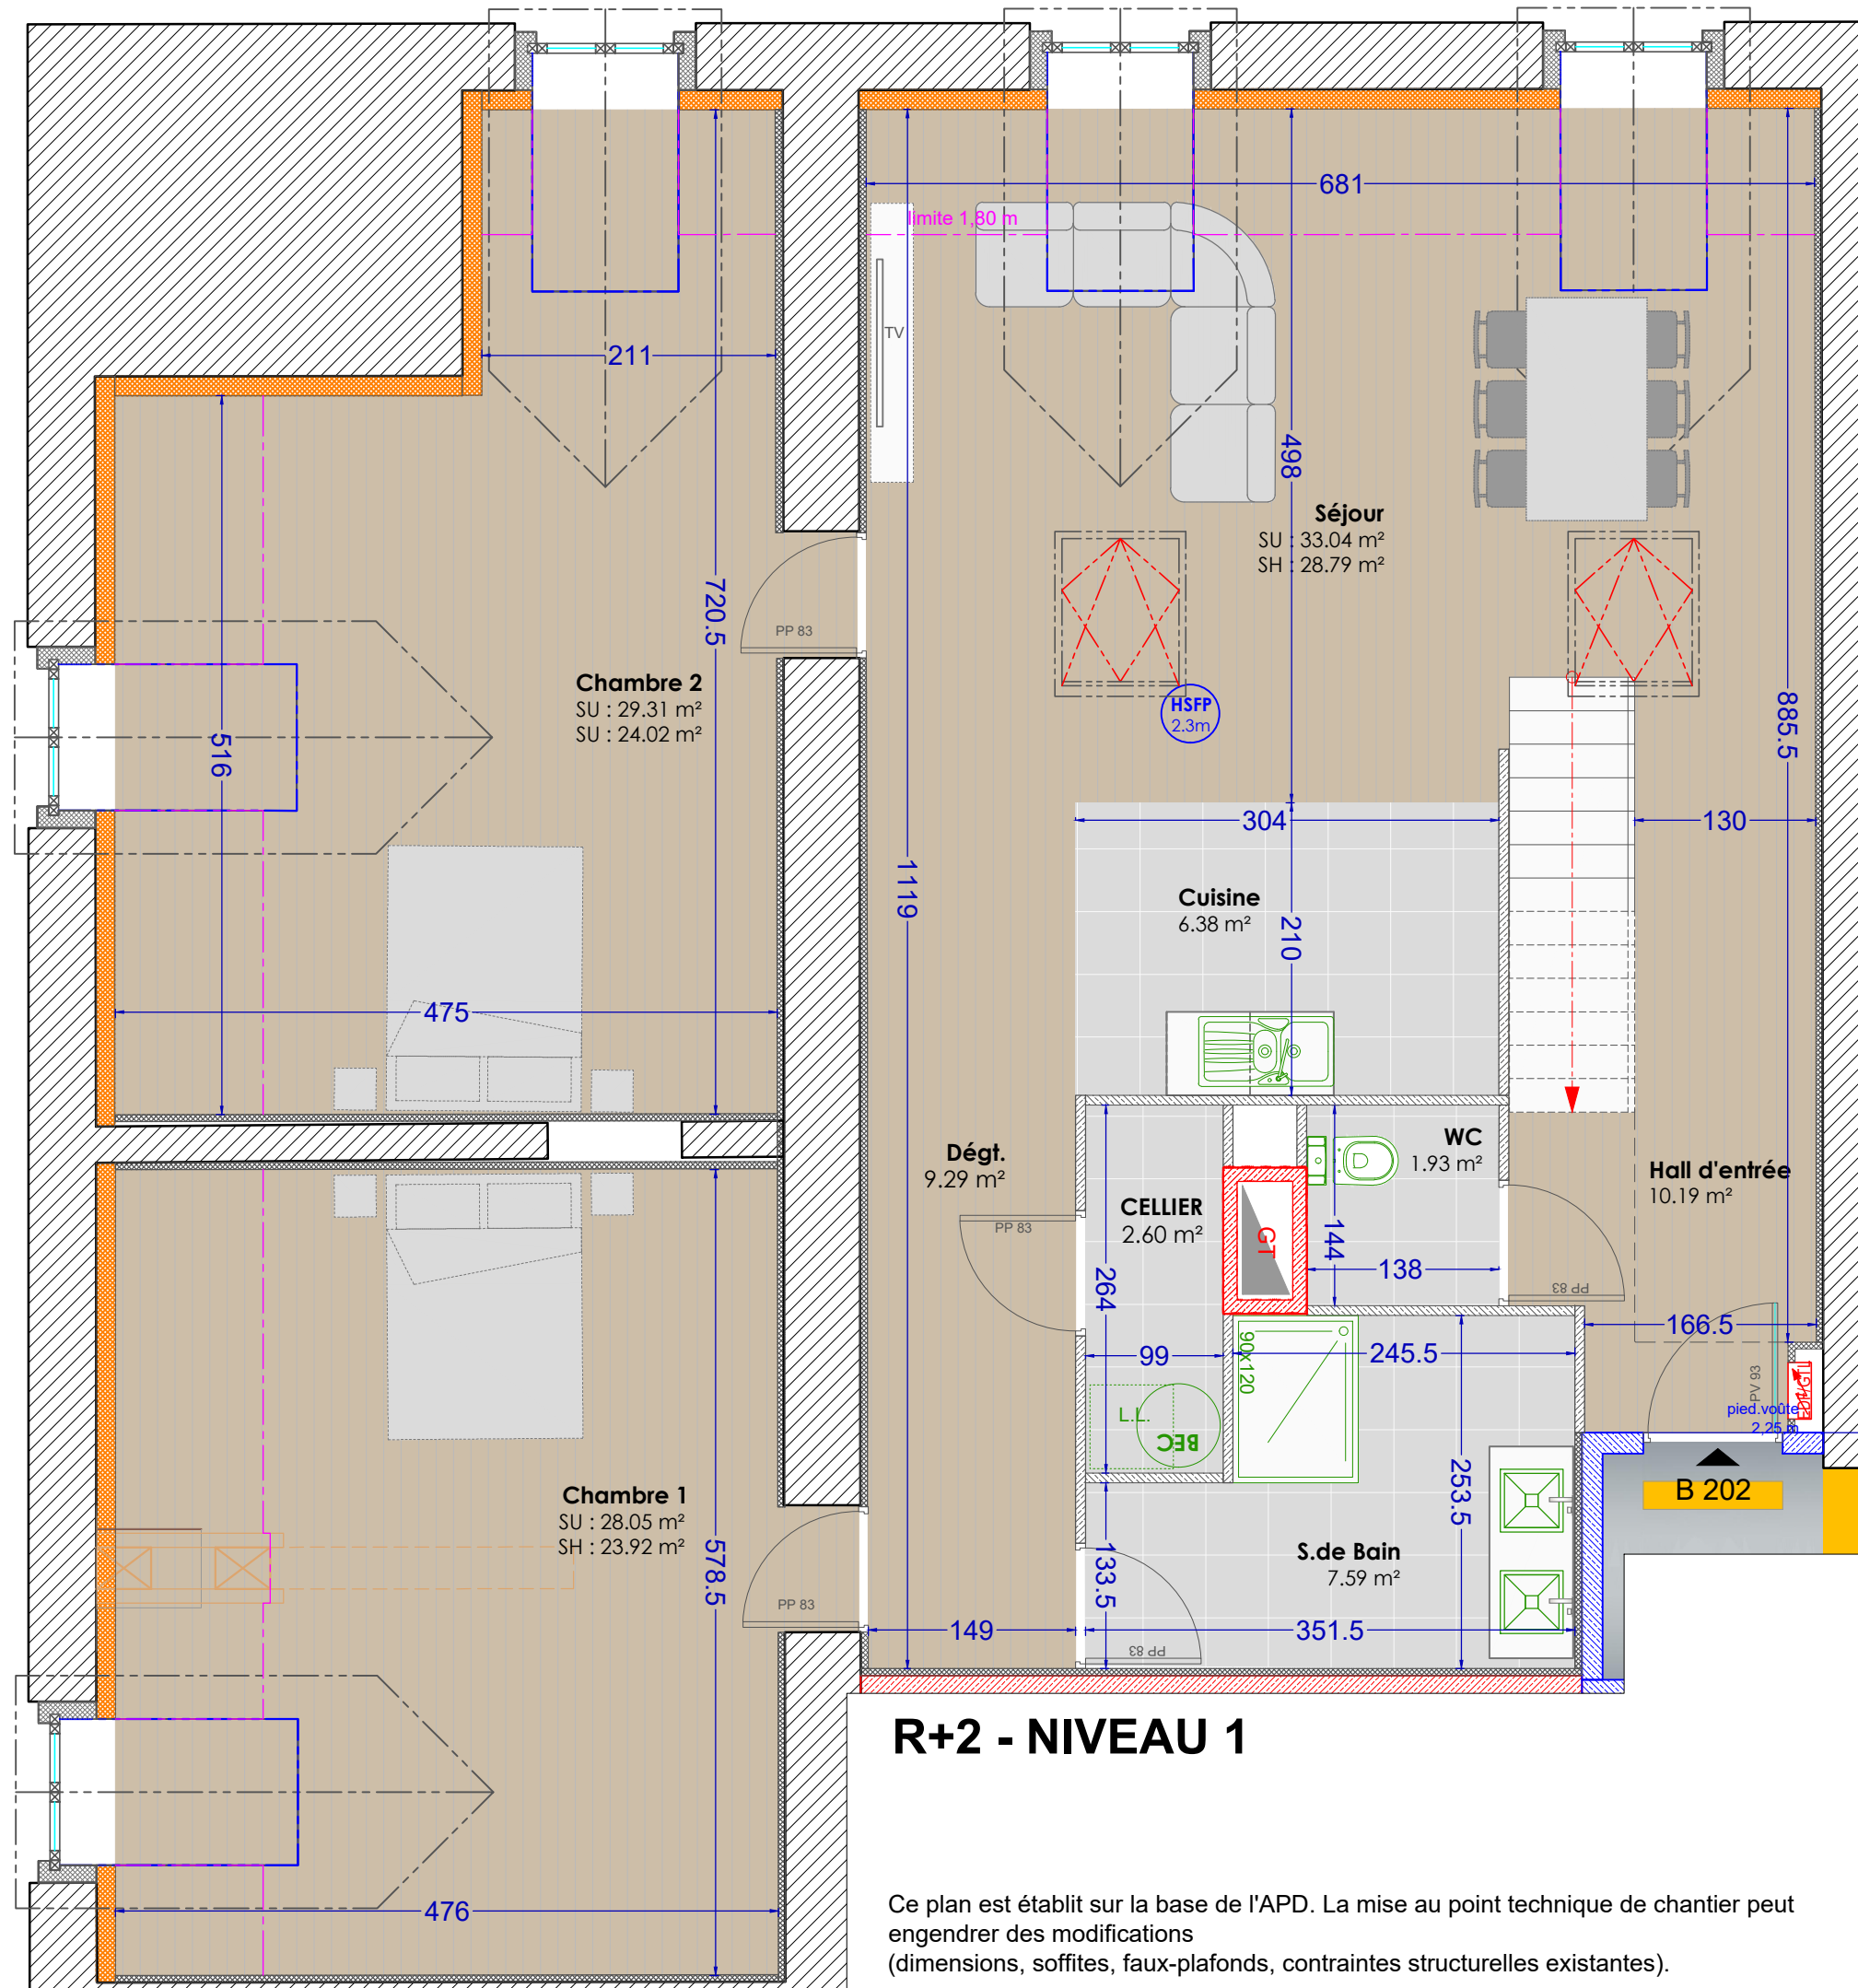 681
limite 1,80 m
TV
211
498
Séjour
SU : 33.04 m²
SH : 28.79 m²
720.5
PP 83
Chambre 2
SU : 29.31 m²
SU : 24.02 m²
HSFP
2.3m
516
885.5
304
130
1119
Cuisine
6.38 m²
210
475
Dégt.
9.29 m²
WC
1.93 m²
Hall d'entrée
10.19 m²
CELLIER
2.60 m²
PP 83
GT
144
138
264
PP 83
166.5
99
90x120
245.5
PV 93
pied.voûte
L.L.
BEC
B 202
Chambre 1
SU : 28.05 m²
SH : 23.92 m²
253.5
S.de Bain
7.59 m²
133.5
578.5
PP 83
149
351.5
PP 83
R+2 - NIVEAU 1
476
Ce plan est établit sur la base de l'APD. La mise au point technique de chantier peut
engendrer des modifications
(dimensions, soffites, faux-plafonds, contraintes structurelles existantes).